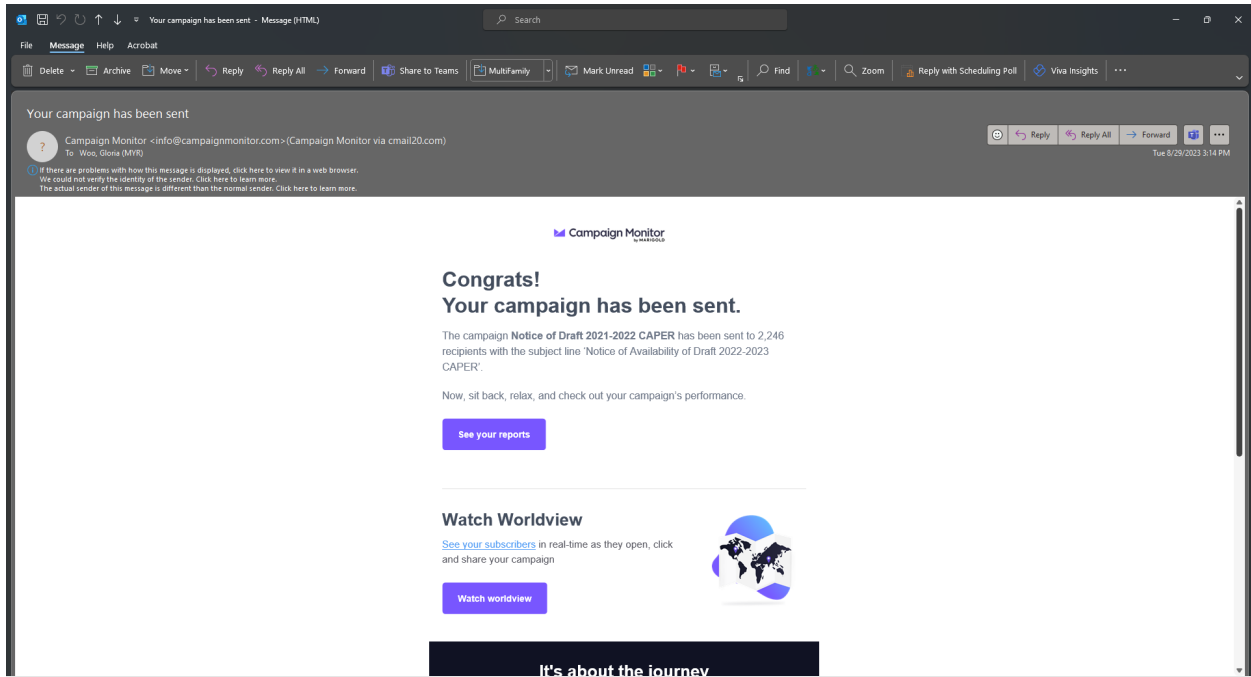 Your campaign has been sent - Message (HTML)
Search
File Message Help Acrobat
Delete Archive Move Reply Reply All Forward Share to Teams MultiFamily Mark Unread Find Zoom Reply with Scheduling Poll Viva Insights
Your campaign has been sent
?
Campaign Monitor <info@campaignmonitor.com>(Campaign Monitor via cmail20.com)
To Woo, Gloria (MYR)
Reply Reply All Forward
Tue 8/29/2023 3:14 PM
If there are problems with how this message is displayed, click here to view it in a web browser.
We could not verify the identity of the sender. Click here to learn more.
The actual sender of this message is different than the normal sender. Click here to learn more.
Campaign Monitor
by MARIGOLD
Congrats!
Your campaign has been sent.
The campaign Notice of Draft 2021-2022 CAPER has been sent to 2,246
recipients with the subject line 'Notice of Availability of Draft 2022-2023
CAPER'.
Now, sit back, relax, and check out your campaign's performance.
See your reports
Watch Worldview
See your subscribers in real-time as they open, click
and share your campaign
Watch worldview
It's about the journey